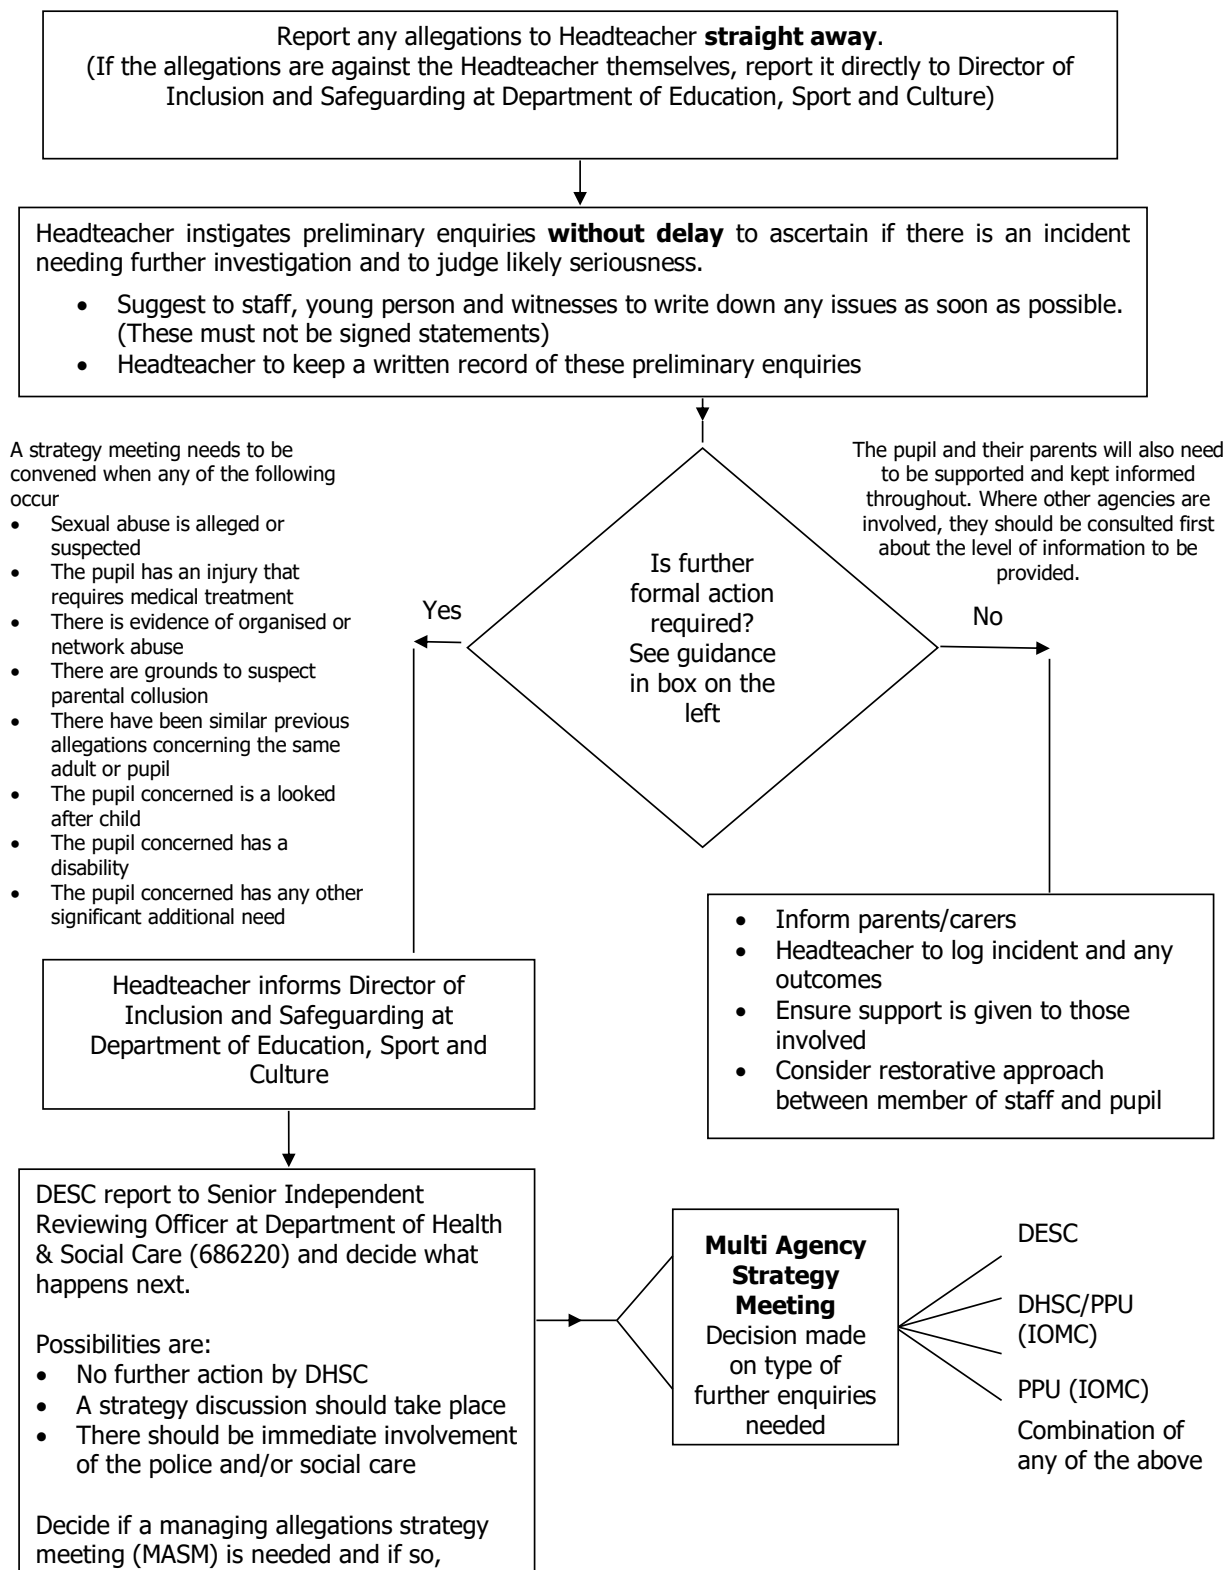 Report any allegations to Headteacher straight away.
(If the allegations are against the Headteacher themselves, report it directly to Director of
Inclusion and Safeguarding at Department of Education, Sport and Culture)
Headteacher instigates preliminary enquiries without delay to ascertain if there is an incident
needing further investigation and to judge likely seriousness.
• Suggest to staff, young person and witnesses to write down any issues as soon as possible.
(These must not be signed statements)
• Headteacher to keep a written record of these preliminary enquiries
A strategy meeting needs to be
convened when any of the following
occur
• Sexual abuse is alleged or
suspected
• The pupil has an injury that
requires medical treatment
• There is evidence of organised or
network abuse
• There are grounds to suspect
parental collusion
• There have been similar previous
allegations concerning the same
adult or pupil
• The pupil concerned is a looked
after child
• The pupil concerned has a
disability
• The pupil concerned has any other
significant additional need
Yes
Is further
formal action
required?
See guidance
in box on the
left
No
The pupil and their parents will also need
to be supported and kept informed
throughout. Where other agencies are
involved, they should be consulted first
about the level of information to be
provided.
• Inform parents/carers
• Headteacher to log incident and any
outcomes
• Ensure support is given to those
involved
• Consider restorative approach
between member of staff and pupil
Headteacher informs Director of
Inclusion and Safeguarding at
Department of Education, Sport and
Culture
DESC report to Senior Independent
Reviewing Officer at Department of Health
& Social Care (686220) and decide what
happens next.
Possibilities are:
• No further action by DHSC
• A strategy discussion should take place
• There should be immediate involvement
of the police and/or social care
Decide if a managing allegations strategy
meeting (MASM) is needed and if so,
Multi Agency
Strategy
Meeting
Decision made
on type of
further enquiries
needed
DESC
DHSC/PPU
(IOMC)
PPU (IOMC)
Combination of
any of the above